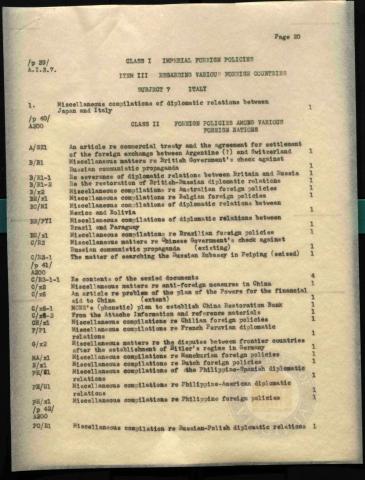 Page 20
/p 39/
A.1.3.7.
CLASS I IMPERIAL FOREIGN POLICIES
ITEM III REGARDING VARIOUS FOREIGN COUNTRIES
SUBJECT 7 ITALY
1. Miscellaneous compilations of diplomatic relations between
Japan and Italy 1
/p 40/
A200 CLASS II FOREIGN POLICIES AMONG VARIOUS
FOREIGN NATIONS
A/SE1 An article re commercial treaty and the agreement for settlement
of the foreign exchange between Argentine (?) and Switzerland 1
B/R1 Miscellaneous matters re British Government's check against
Russian communistic propaganda 1
B/R1-1 Re severance of diplomatic relations between Britain and Russia 1
B/R1-2 Re the restoration of British-Russian diplomatic relations 1
B/x2 Miscellaneous compilations re Australian foreign policies 1
BE/x1 Miscellaneous compilations re Belgian foreign policies 1
BO/M1 Miscellaneous compilations of diplomatic relations between
Mexico and Bolivia 1
BR/PY1 Miscellaneous compilations of diplomatic relations between
Brazil and Paraguay 1
BR/x1 Miscellaneous compilations re Brazilian foreign policies 1
C/R3 Miscellaneous matters re Chinese Government's check against
Russian communistic propaganda (existing) 1
C/R3-1 The matter of searching the Russian Embassy in Peiping (seized) 1
/p 41/
A200
C/R3-1-1 Re contents of the seized documents 4
C/x5 Miscellaneous matters re anti-foreign measures in China 1
C/x6 An article re problem of the plan of the Powers for the financial
aid to China (extant) 1
C/x6-1 's (phonetic) plan to establish China Restoration Bank 1
C/x6-2 From the Attache Information and reference materials 1
CH/x1 Miscellaneous compilations re Chilian foreign policies 1
F/P1 Miscellaneous compilations re French Peruvian diplomatic
relations 1
G/x2 Miscellaneous matters re the disputes between frontier countries
after the establishment of Hitler's regime in Germany 1
HA/x1 Miscellaneous compilations re foreign policies 1
N/x1 Miscellaneous compilations re Dutch foreign policies 1
Miscellaneous compilations of the Philippine-Spanish diplomatic
relations 1
PH/U1 Miscellaneous compilations re Philippine-American diplomatic
relations 1
PH/x1 Miscellaneous compilations re Philippine foreign policies 1
/p 42/
A200
PO/R1 Miscellaneous compilation re Russian-Polish diplomatic relations 1